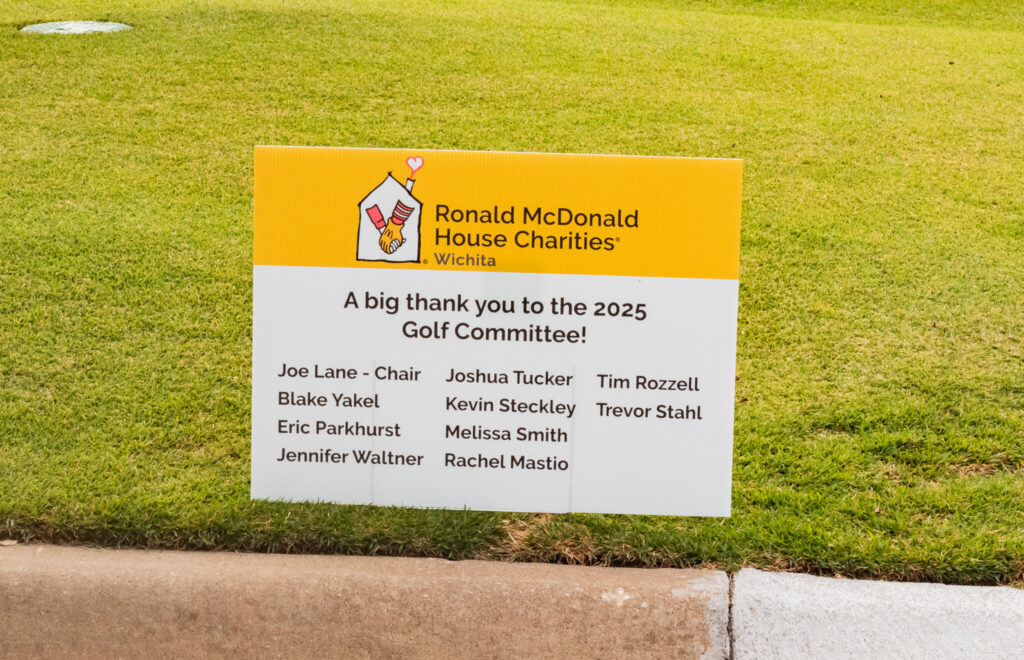 Ronald McDonald
House Charities®
Wichita
A big thank you to the 2025
Golf Committee!
Joe Lane - Chair
Blake Yakel
Eric Parkhurst
Jennifer Waltner
Joshua Tucker
Kevin Steckley
Melissa Smith
Rachel Mastio
Tim Rozzell
Trevor Stahl